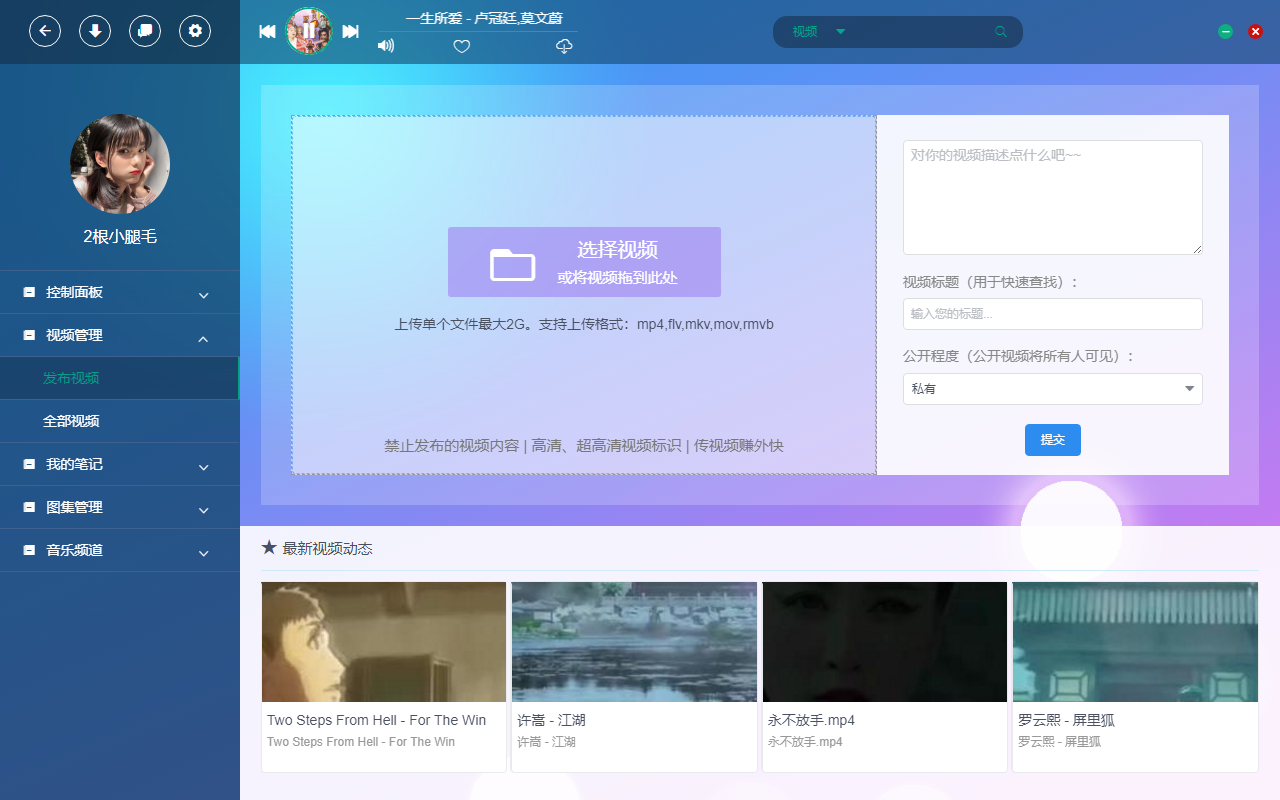 一生所爱 - 卢冠廷,莫文蔚
视频
2根小腿毛
控制面板
视频管理
发布视频
全部视频
我的笔记
图集管理
音乐频道
选择视频
或将视频拖到此处
上传单个文件最大2G。支持上传格式：mp4,flv,mkv,mov,rmvb
禁止发布的视频内容 | 高清、超高清视频标识 | 传视频赚外快
对你的视频描述点什么吧~~
视频标题（用于快速查找）：
输入您的标题...
公开程度（公开视频将所有人可见）：
私有
提交
★ 最新视频动态
Two Steps From Hell - For The Win
Two Steps From Hell - For The Win
许嵩 - 江湖
许嵩 - 江湖
永不放手.mp4
永不放手.mp4
罗云熙 - 屏里狐
罗云熙 - 屏里狐